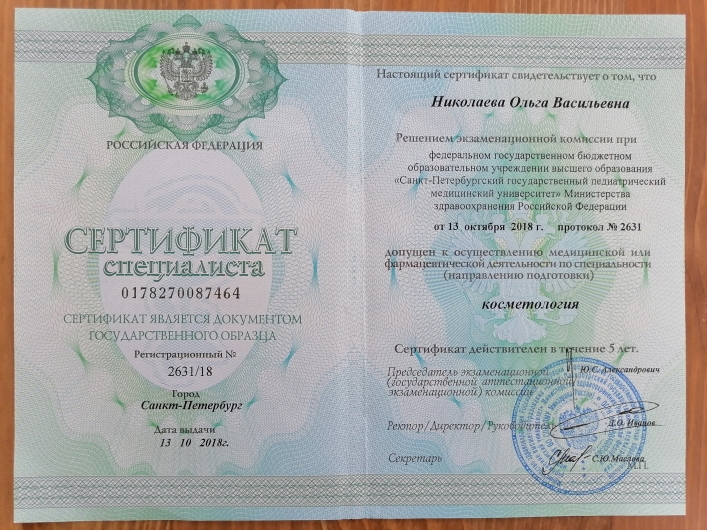 РОССИЙСКАЯ ФЕДЕРАЦИЯ
СЕРТИФИКАТ
специалиста
0178270087464
СЕРТИФИКАТ ЯВЛЯЕТСЯ ДОКУМЕНТОМ
ГОСУДАРСТВЕННОГО ОБРАЗЦА
Регистрационный №
2631/18
Город
Санкт-Петербург
Дата выдачи
13 10 2018г.
Настоящий сертификат свидетельствует о том, что
Николаева Ольга Васильевна
Решением экзаменационной комиссии при
федеральном государственном бюджетном
образовательном учреждении высшего образования
«Санкт-Петербургский государственный педиатрический
медицинский университет» Министерства
здравоохранения Российской Федерации
от 13 октября 2018 г. протокол № 2631
допущен к осуществлению медицинской или
фармацевтической деятельности по специальности
(направлению подготовки)
косметология
Сертификат действителен в течение 5 лет.
Председатель экзаменационной
(государственной аттестационной,
экзаменационной) комиссии
Ю.С. Александрович
Ректор/Директор/Руководитель
Д.О. Иванов
Секретарь
С.Ю.Маслова
М.П.